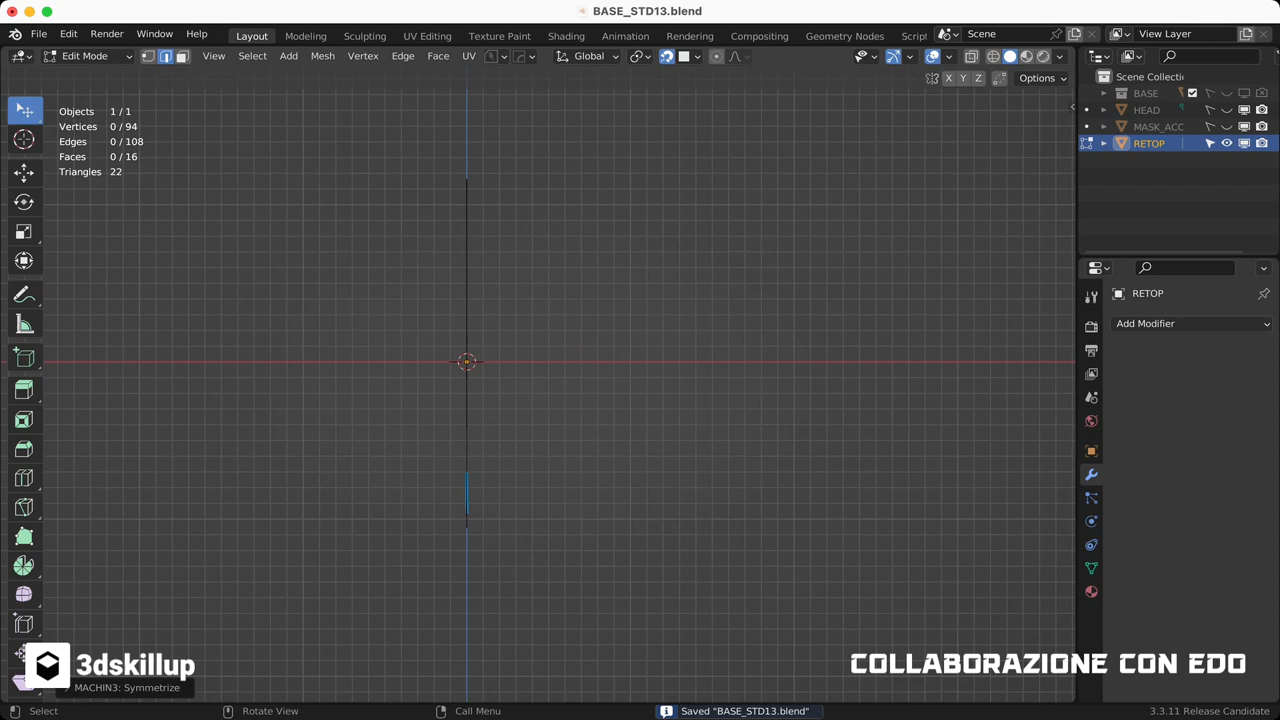 BASE_STD13.blend
File Edit Render Window Help
Layout Modeling Sculpting UV Editing Texture Paint Shading Animation Rendering Compositing Geometry Nodes Script
Scene
View Layer
Edit Mode View Select Add Mesh Vertex Edge Face UV Global
X Y Z Options
Objects 1 / 1
Vertices 0 / 94
Edges 0 / 108
Faces 0 / 16
Triangles 22
Scene Collecti
BASE
HEAD
MASK_ACC
RETOP
RETOP
Add Modifier
3dskillup
COLLABORAZIONE CON EDO
MACHIN3: Symmetrize
Select Rotate View Call Menu Saved "BASE_STD13.blend" 3.3.11 Release Candidate